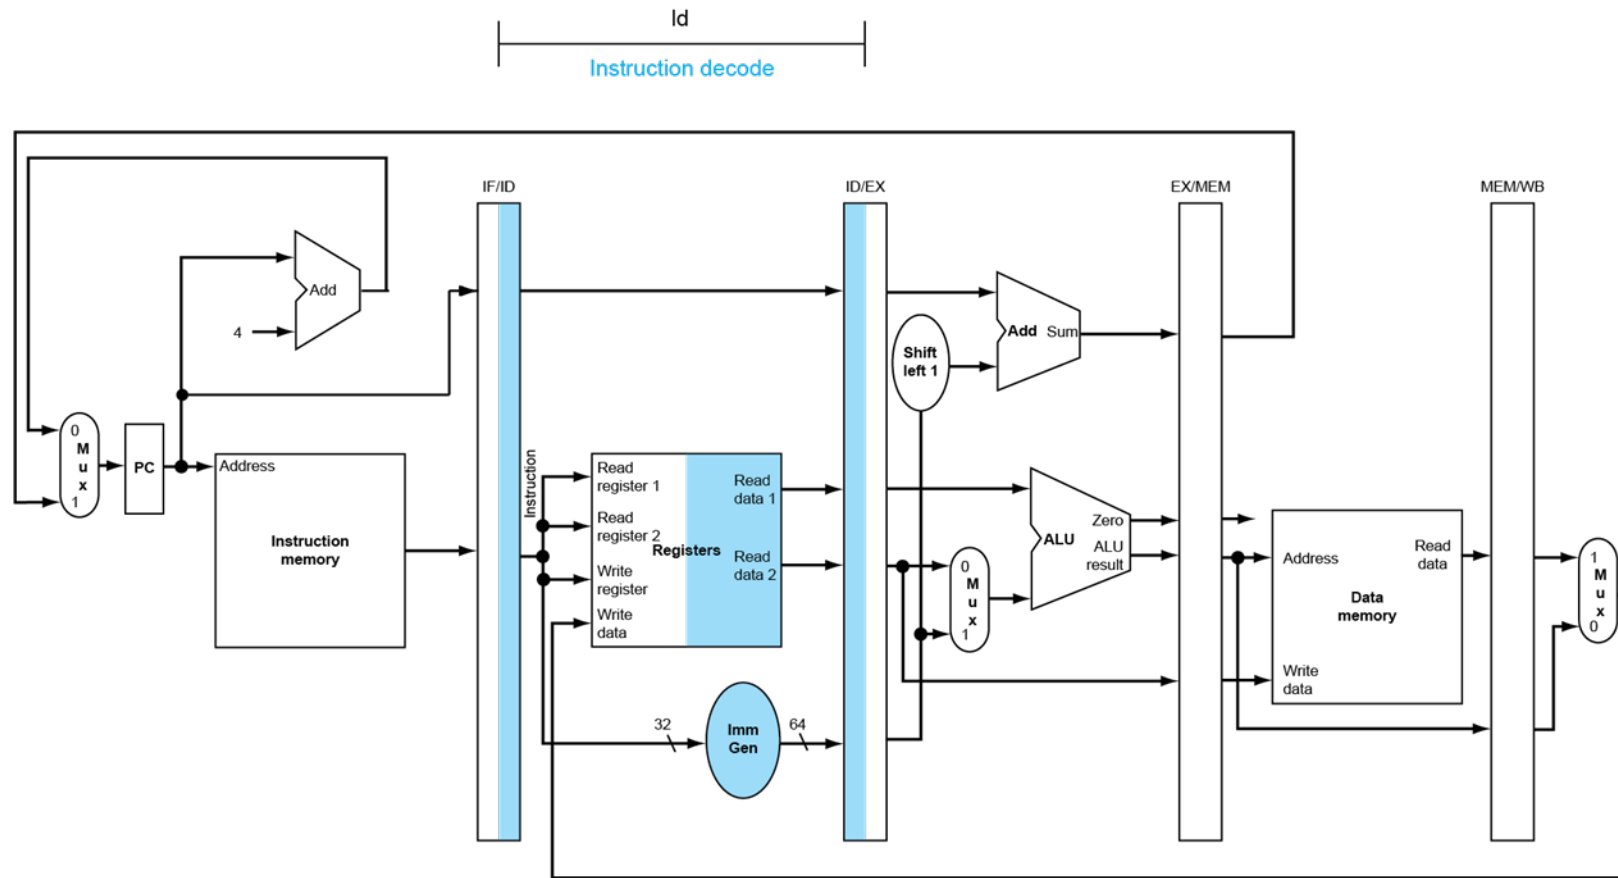 ld
Instruction decode
IF/ID
ID/EX
EX/MEM
MEM/WB
Add
4
Add Sum
Shift
left 1
0
M
u
x
1
PC
Address
Instruction
memory
Instruction
Read
register 1
Read
register 2
Write
register
Write
data
Registers
Read
data 1
Read
data 2
0
M
u
x
1
Zero
ALU
ALU
result
Address
Read
data
Data
memory
Write
data
1
M
u
x
0
32
Imm
Gen
64